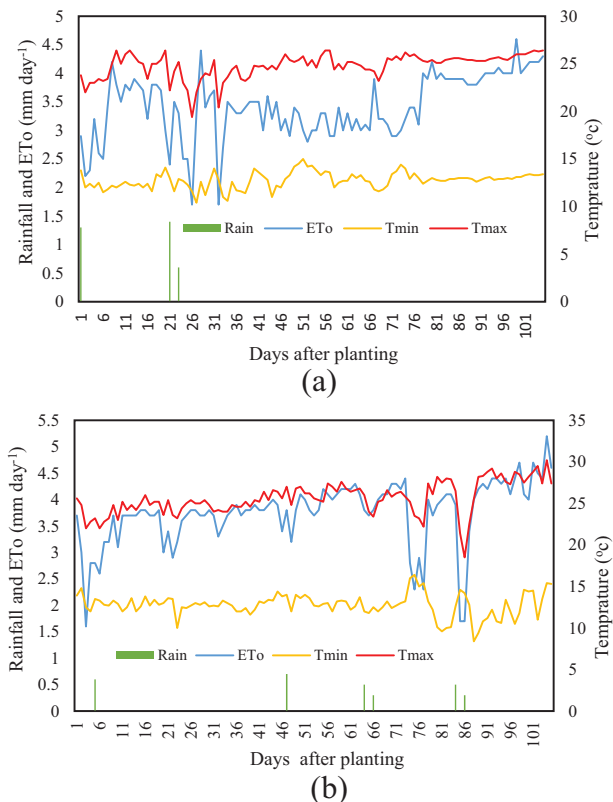 (a)
Rainfall and ETo (mm day-1)
5
4.5
4
3.5
3
2.5
2
1.5
1
0.5
0
30
25
20
15
10
5
0
Temprature (°c)
Rain ETo Tmin Tmax
1 6 11 16 21 26 31 36 41 46 51 56 61 66 71 76 81 86 91 96 101
Days after planting
(a)
Rainfall and ETo (mm day-1)
5.5
5
4.5
4
3.5
3
2.5
2
1.5
1
0.5
0
35
30
25
20
15
10
5
0
Temprature (°c)
Rain ETo Tmin Tmax
1 6 11 16 21 26 31 36 41 46 51 56 61 66 71 76 81 86 91 96 101
Days after planting
(b)